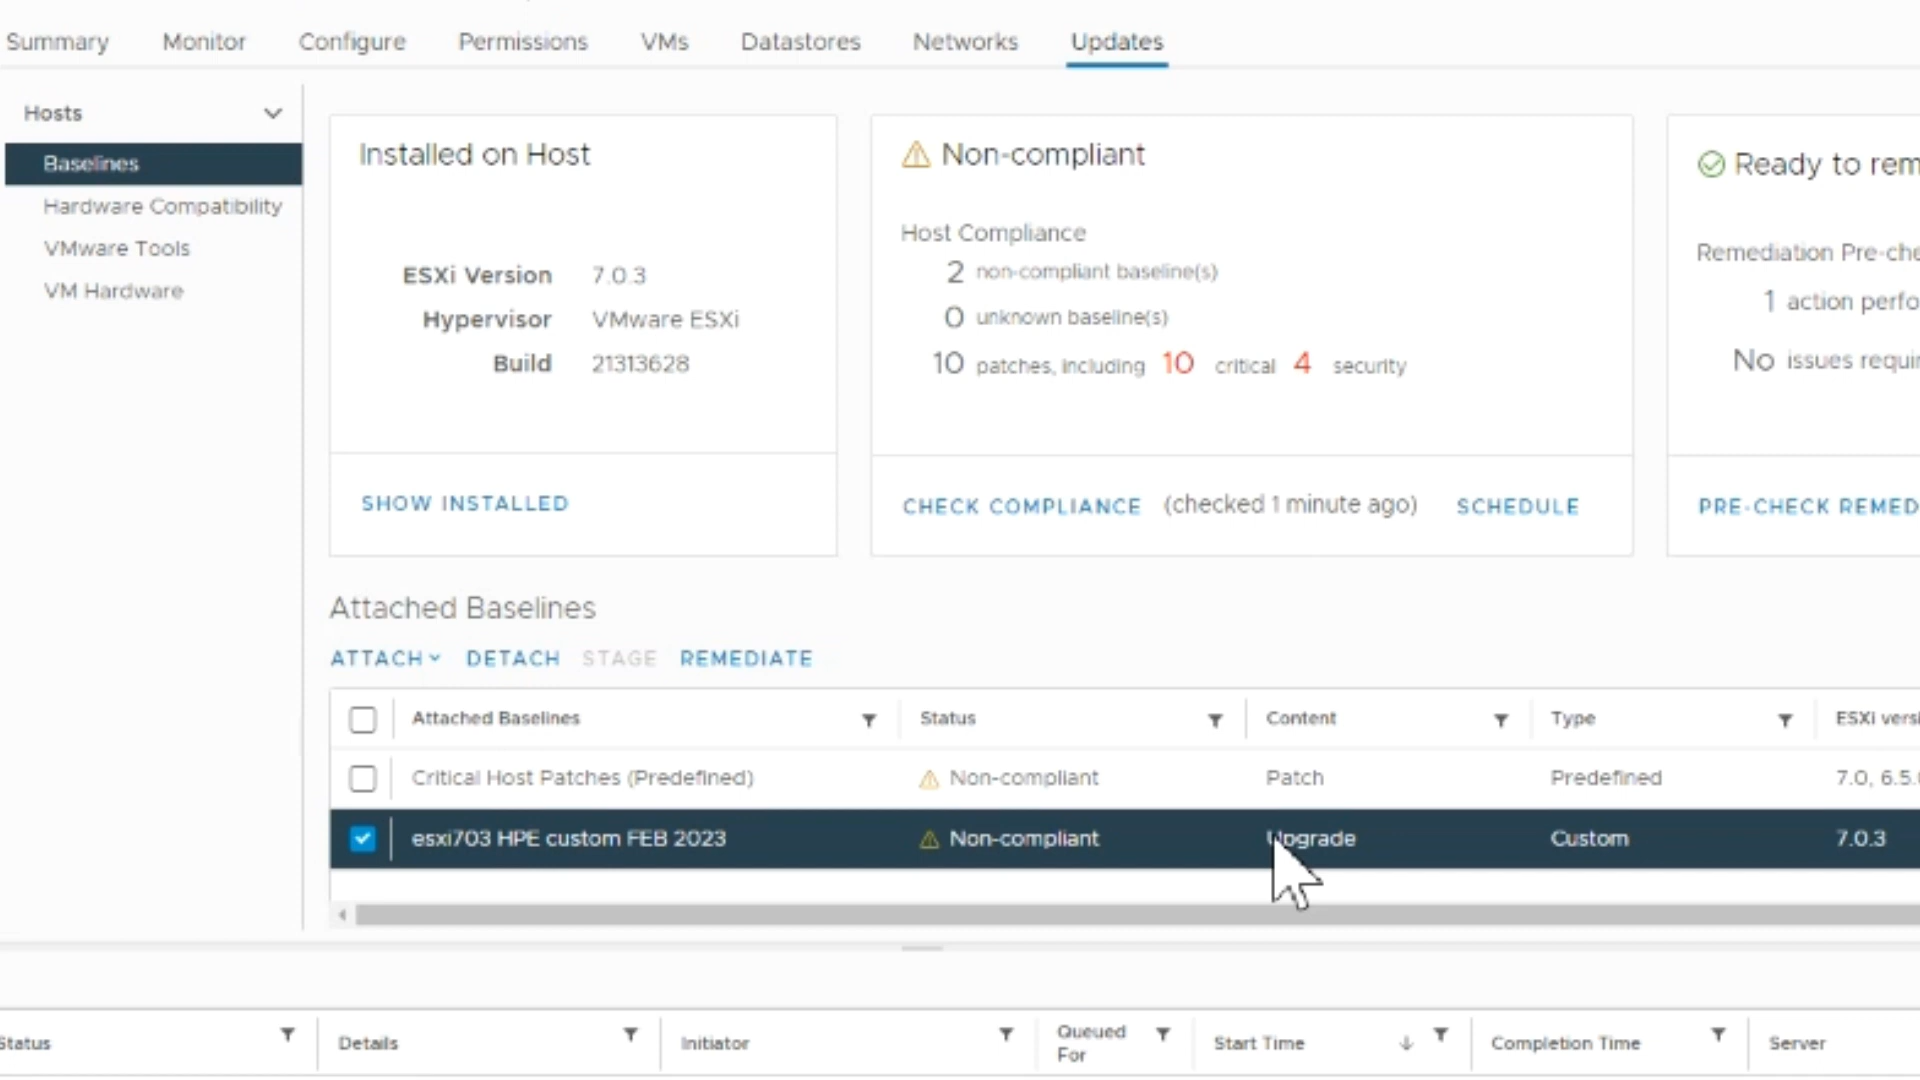 Summary Monitor Configure Permissions VMs Datastores Networks Updates
Hosts
Baselines
Hardware Compatibility
VMware Tools
VM Hardware
Installed on Host
ESXi Version 7.0.3
Hypervisor VMware ESXi
Build 21313628
SHOW INSTALLED
Non-compliant
Host Compliance
2 non-compliant baseline(s)
0 unknown baseline(s)
10 patches, including 10 critical 4 security
CHECK COMPLIANCE (checked 1 minute ago) SCHEDULE
Ready to rem
Remediation Pre-che
1 action perfo
No issues requir
PRE-CHECK REMED
Attached Baselines
ATTACH DETACH STAGE REMEDIATE
Attached Baselines Status Content Type ESXi versi
Critical Host Patches (Predefined) Non-compliant Patch Predefined 7.0, 6.5.
esxi703 HPE custom FEB 2023 Non-compliant Upgrade Custom 7.0.3
Status Details Initiator Queued For Start Time Completion Time Server